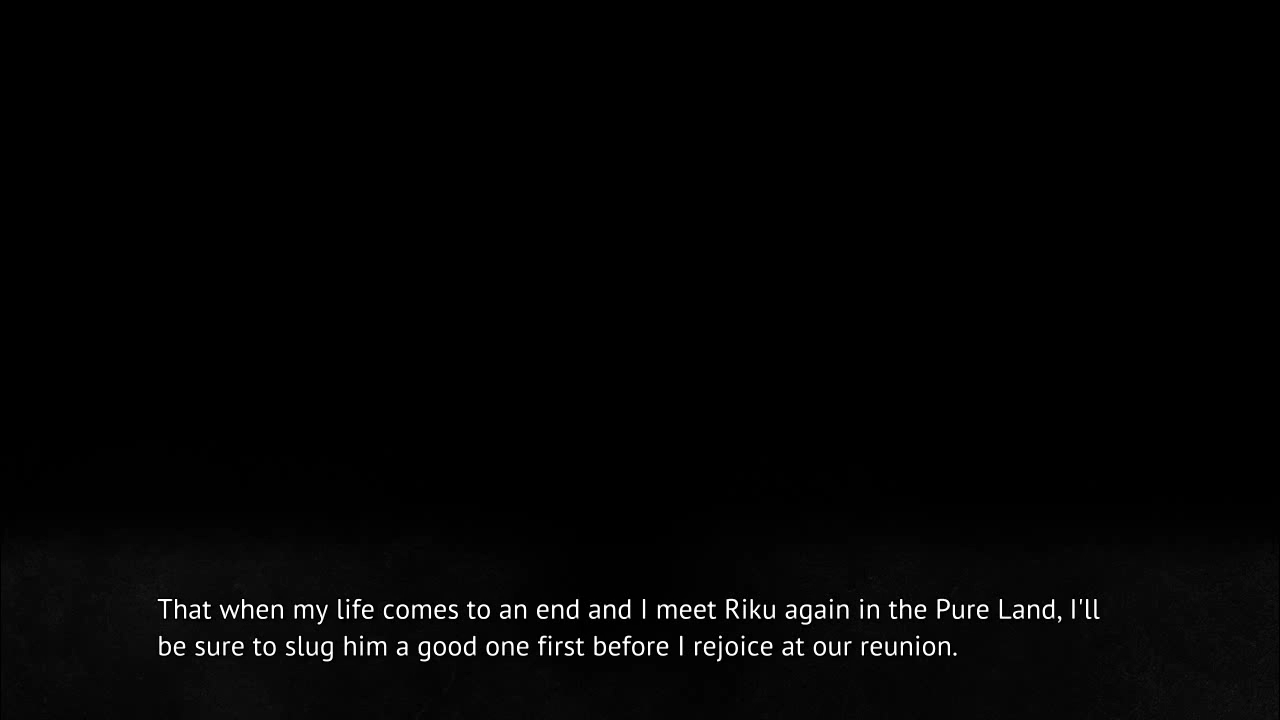 That when my life comes to an end and I meet Riku again in the Pure Land, I'll
be sure to slug him a good one first before I rejoice at our reunion.